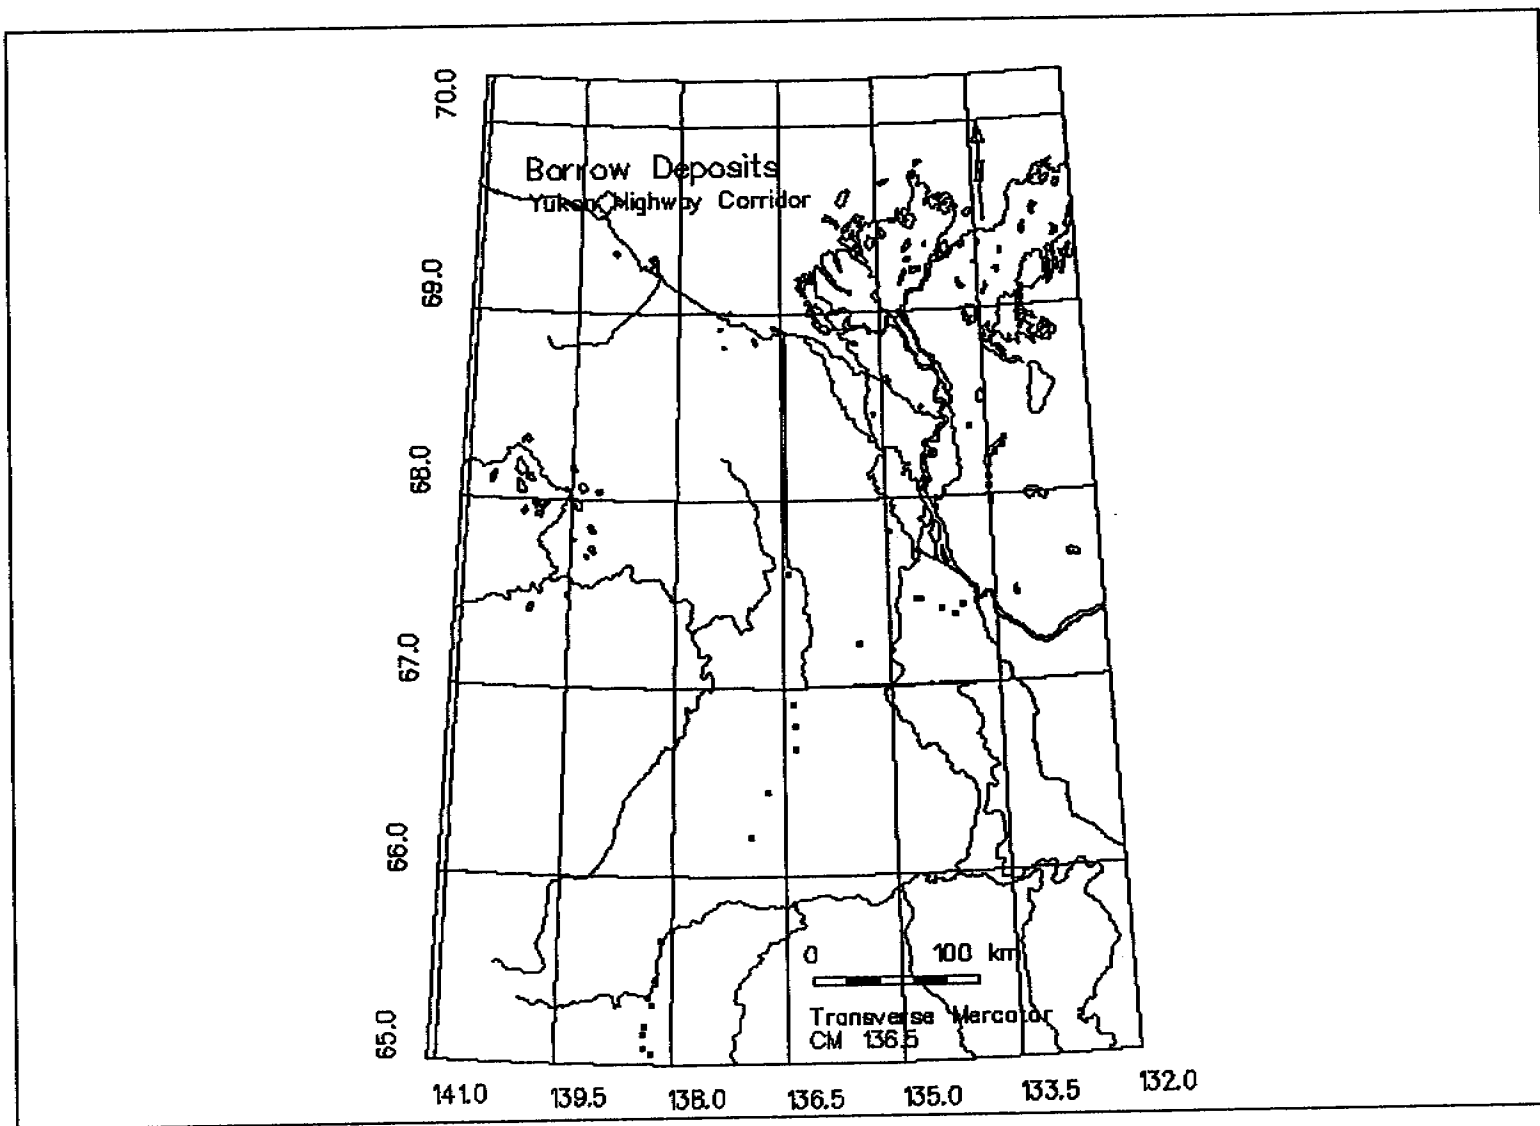 70.0
Borrow Deposits
Yukon Highway Corridor
69.0
68.0
67.0
66.0
0 100 km
Transverse Mercator
CM 136.5
65.0
141.0 139.5 138.0 136.5 135.0 133.5 132.0